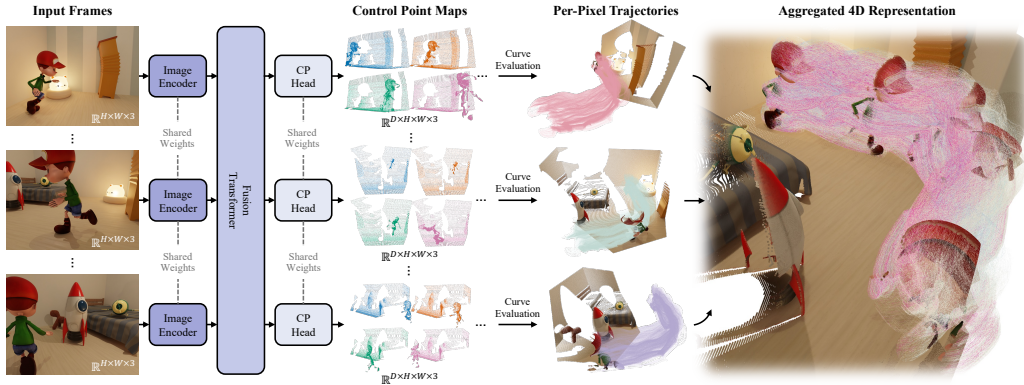 Input Frames
Control Point Maps
Per-Pixel Trajectories
Aggregated 4D Representation
ℝ^{H×W×3}
Image
Encoder
Fusion
Transformer
CP
Head
...
Curve
Evaluation
ℝ^{D×H×W×3}
...
Shared
Weights
Shared
Weights
...
ℝ^{H×W×3}
Image
Encoder
CP
Head
...
Curve
Evaluation
ℝ^{D×H×W×3}
...
Shared
Weights
Shared
Weights
...
ℝ^{H×W×3}
Image
Encoder
CP
Head
...
Curve
Evaluation
ℝ^{D×H×W×3}